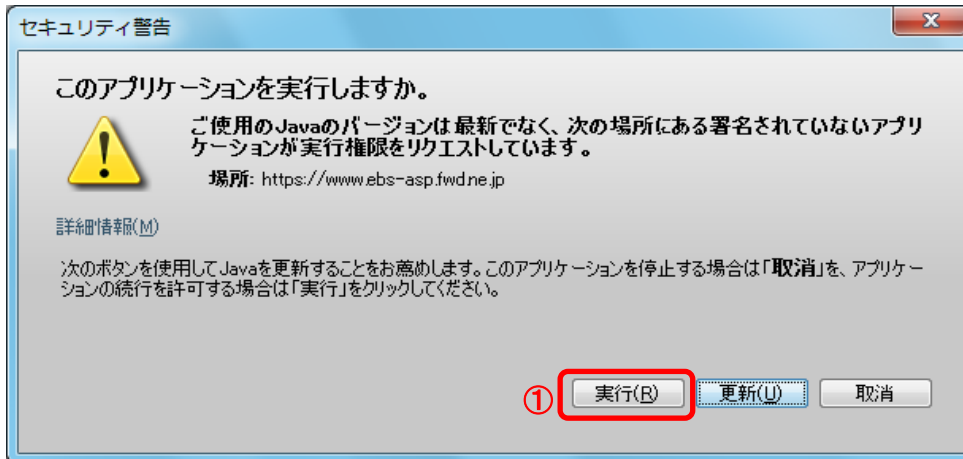 セキュリティ警告
このアプリケーションを実行しますか。
ご使用のJavaのバージョンは最新でなく、次の場所にある署名されていないアプリ
ケーションが実行権限をリクエストしています。
場所: https://www.ebs-asp.fwd.ne.jp
詳細情報(M)
次のボタンを使用してJavaを更新することをお薦めします。このアプリケーションを停止する場合は「取消」を、アプリケー
ションの続行を許可する場合は「実行」をクリックしてください。
① 実行(R) 更新(U) 取消